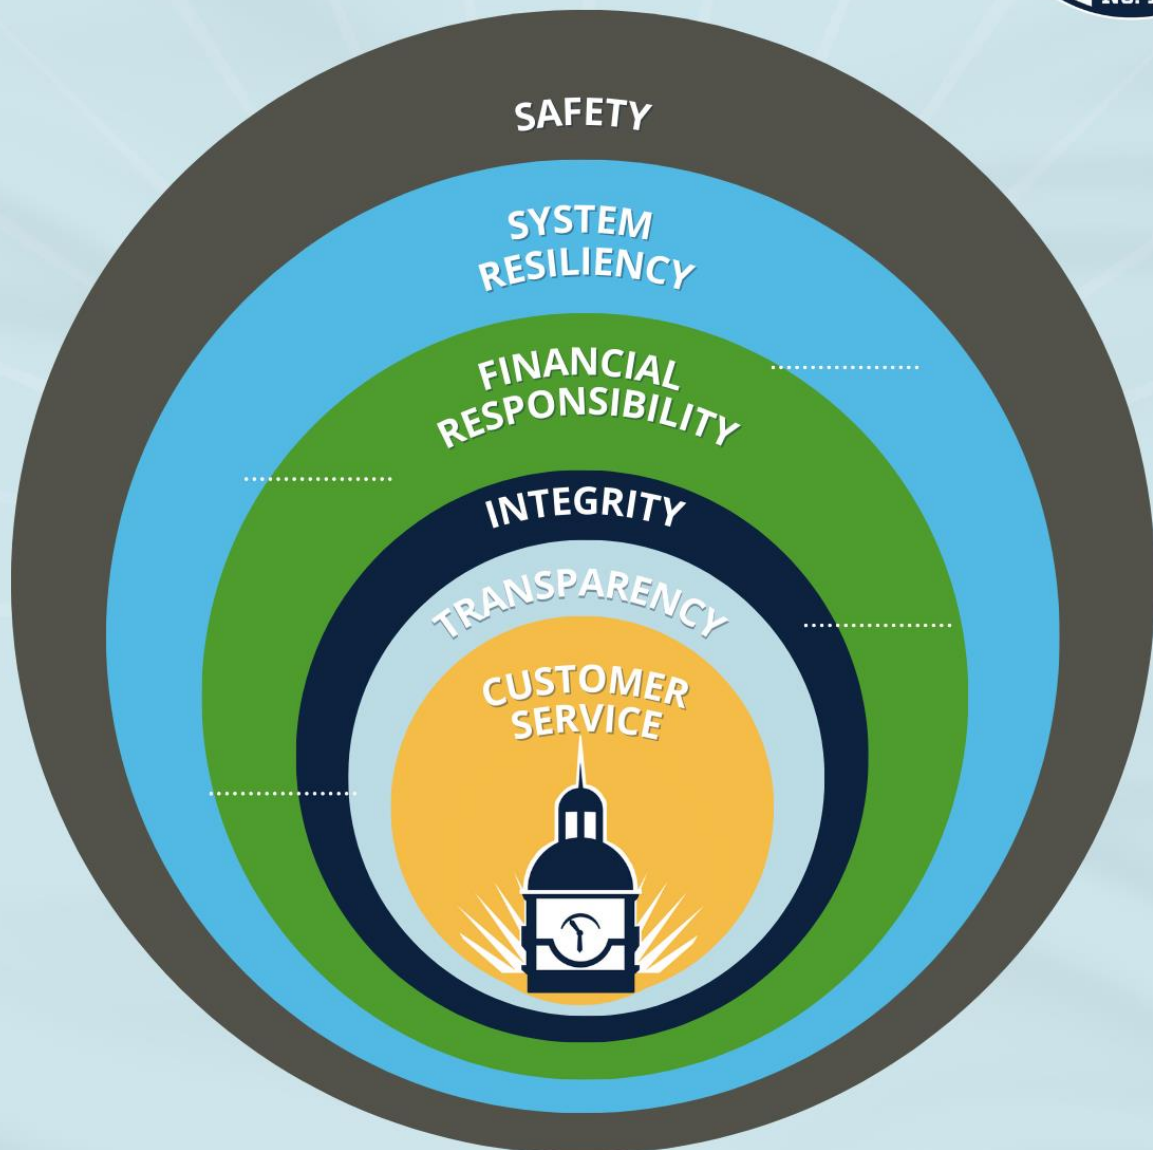 SAFETY
SYSTEM
RESILIENCY
FINANCIAL
RESPONSIBILITY
INTEGRITY
TRANSPARENCY
CUSTOMER
SERVICE